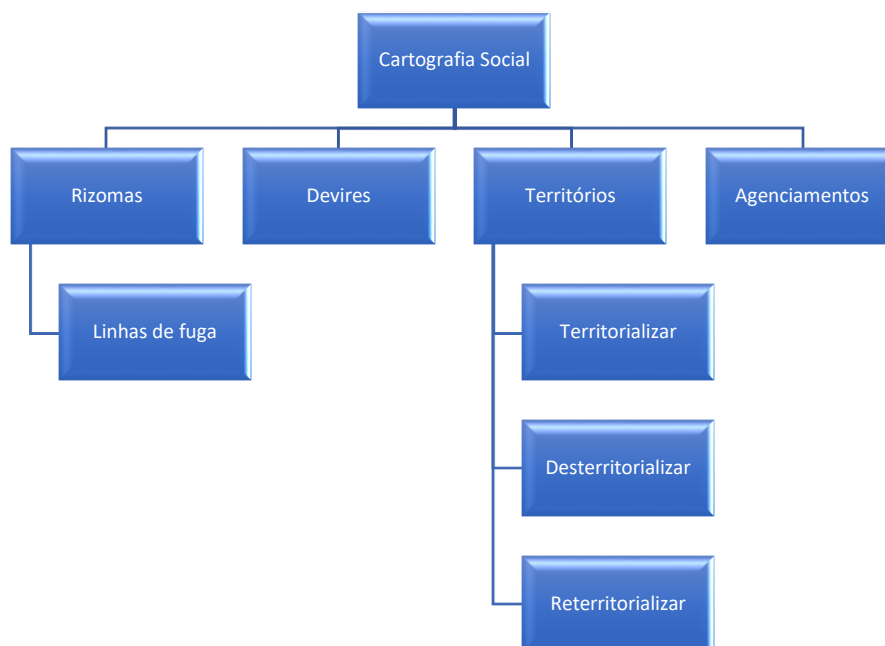 Cartografia Social
Rizomas
Devires
Territórios
Agenciamentos
Linhas de fuga
Territorializar
Desterritorializar
Reterritorializar